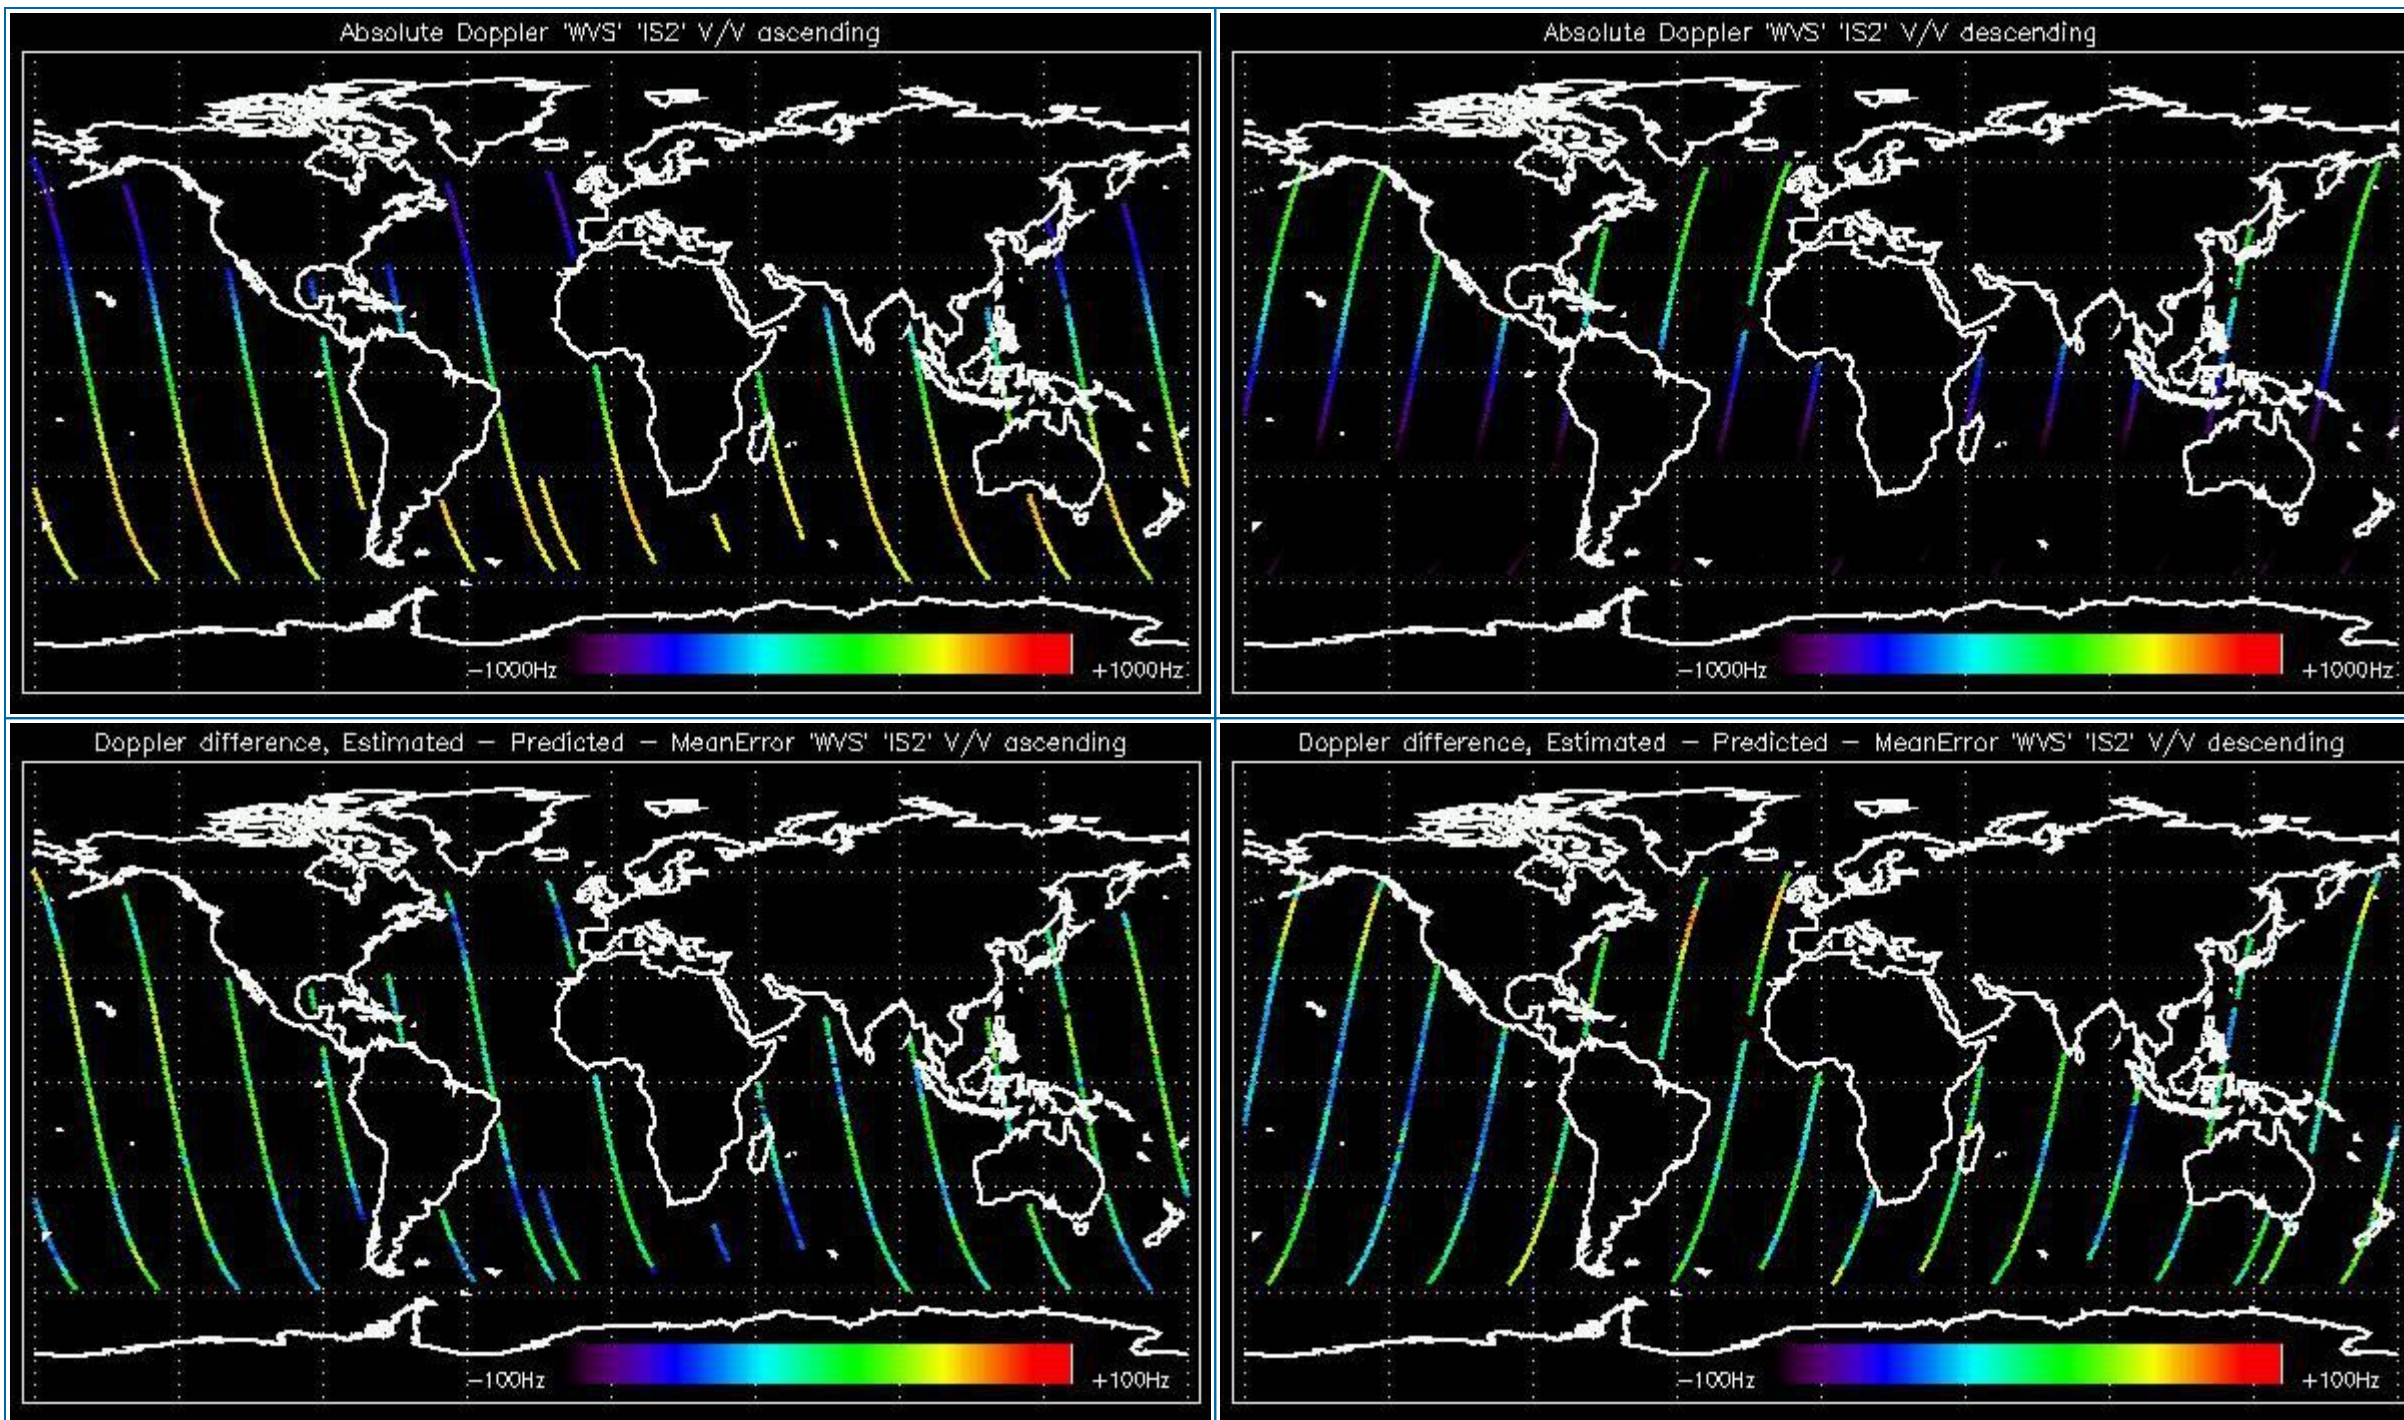 Absolute Doppler 'WVS' 'IS2' V/V ascending
−1000Hz
+1000Hz
Absolute Doppler 'WVS' 'IS2' V/V descending
−1000Hz
+1000Hz
Doppler difference, Estimated − Predicted − MeanError 'WVS' 'IS2' V/V ascending
−100Hz
+100Hz
Doppler difference, Estimated − Predicted − MeanError 'WVS' 'IS2' V/V descending
−100Hz
+100Hz